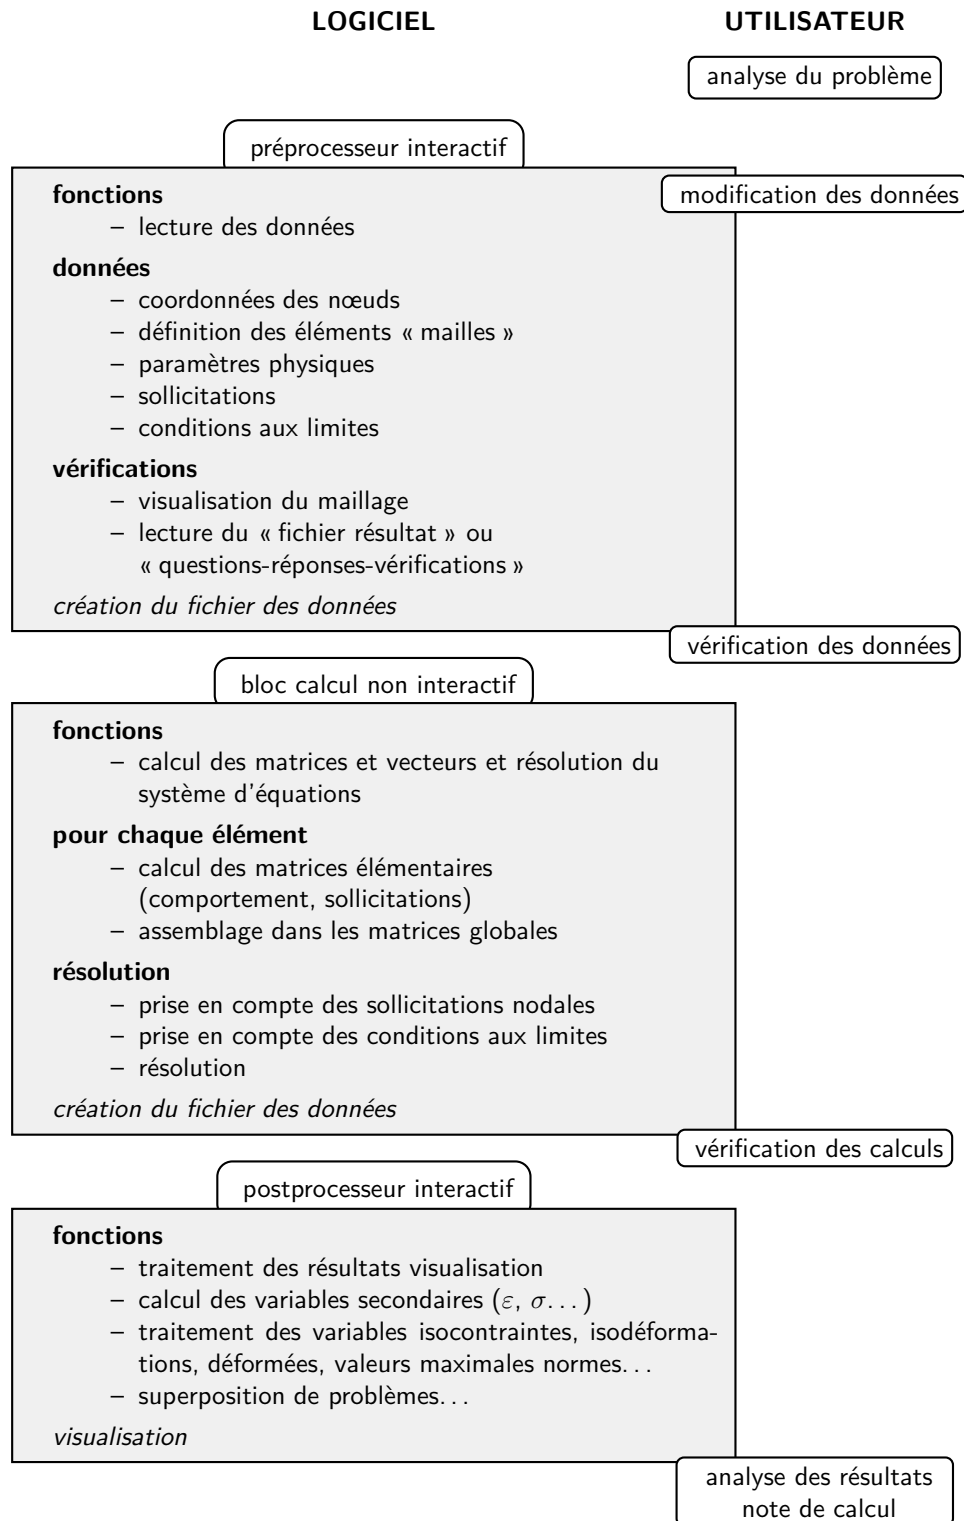 LOGICIEL UTILISATEUR
analyse du problème
préprocesseur interactif
modification des données
fonctions
– lecture des données
données
– coordonnées des nœuds
– définition des éléments « mailles »
– paramètres physiques
– sollicitations
– conditions aux limites
vérifications
– visualisation du maillage
– lecture du « fichier résultat » ou
« questions-réponses-vérifications »
création du fichier des données
vérification des données
bloc calcul non interactif
fonctions
– calcul des matrices et vecteurs et résolution du
système d'équations
pour chaque élément
– calcul des matrices élémentaires
(comportement, sollicitations)
– assemblage dans les matrices globales
résolution
– prise en compte des sollicitations nodales
– prise en compte des conditions aux limites
– résolution
création du fichier des données
vérification des calculs
postprocesseur interactif
fonctions
– traitement des résultats visualisation
– calcul des variables secondaires (ε, σ...)
– traitement des variables isocontraintes, isodéforma-
tions, déformées, valeurs maximales normes...
– superposition de problèmes...
visualisation
analyse des résultats
note de calcul